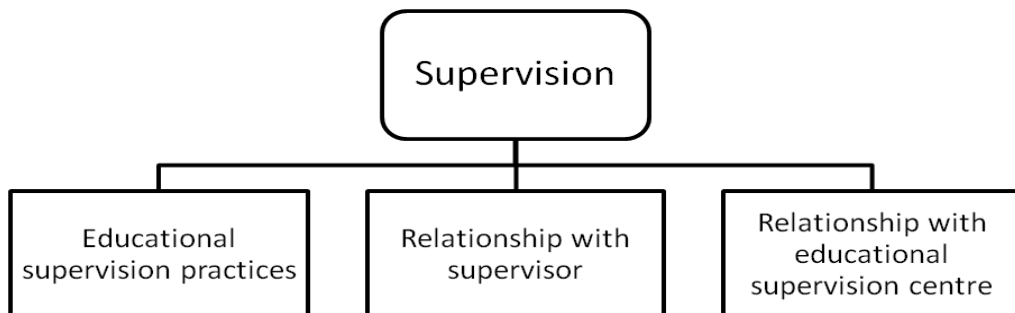 Supervision
Educational
supervision practices
Relationship with
supervisor
Relationship with
educational
supervision centre